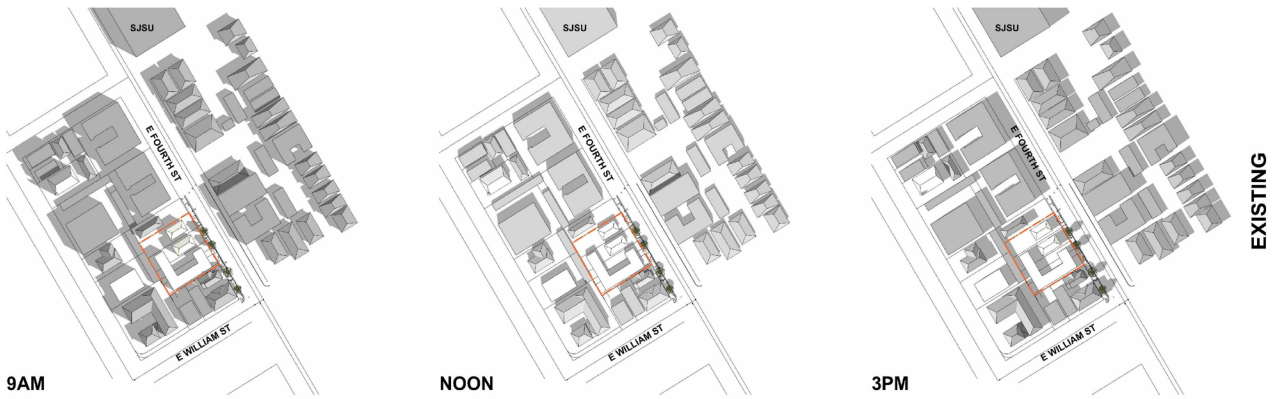 SJSU
E FOURTH ST
E WILLIAM ST
9AM
SJSU
E FOURTH ST
E WILLIAM ST
NOON
SJSU
E FOURTH ST
E WILLIAM ST
3PM
EXISTING